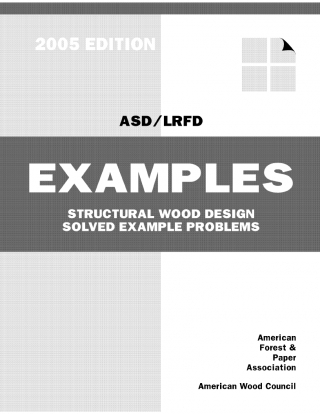 2005 EDITION
ASD/LRFD
EXAMPLES
STRUCTURAL WOOD DESIGN
SOLVED EXAMPLE PROBLEMS
American
Forest &
Paper
Association
American Wood Council